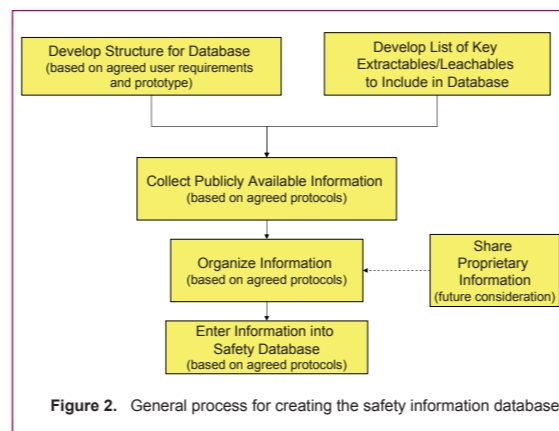 Develop Structure for Database
(based on agreed user requirements
and prototype)
Develop List of Key
Extractables/Leachables
to Include in Database
Collect Publicly Available Information
(based on agreed protocols)
Organize Information
(based on agreed protocols)
Share
Proprietary
Information
(future consideration)
Enter Information into
Safety Database
(based on agreed protocols)
Figure 2. General process for creating the safety information database